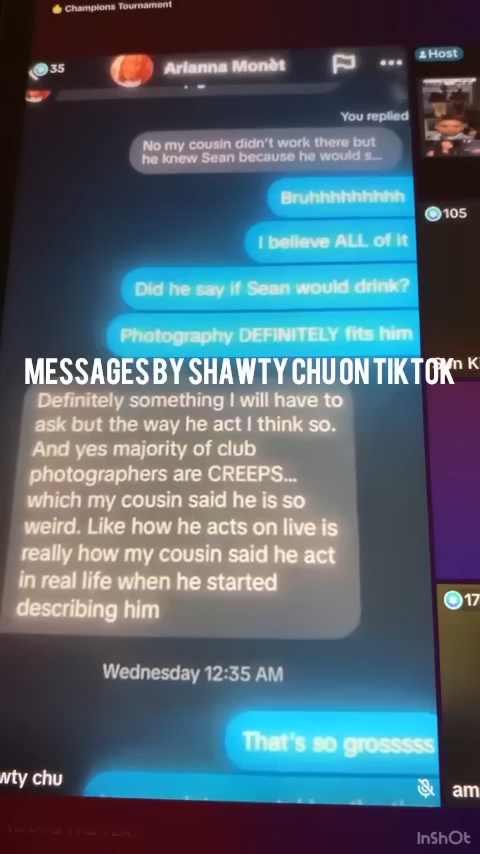 Champions Tournament
Host
35
Arianna Monèt
You replied
No my cousin didn't work there but
he knew Sean because he would s...
Bruhhhhhhhhh
105
I believe ALL of it
Did he say if Sean would drink?
Photography DEFINITELY fits him
MESSAGES BY SHAWTY CHU ON TIKTOK
Definitely something I will have to
ask but the way he act I think so.
And yes majority of club
photographers are CREEPS...
which my cousin said he is so
weird. Like how he acts on live is
really how my cousin said he act
in real life when he started
describing him
17
Wednesday 12:35 AM
That's so grosssss
wty chu
am
InShOt